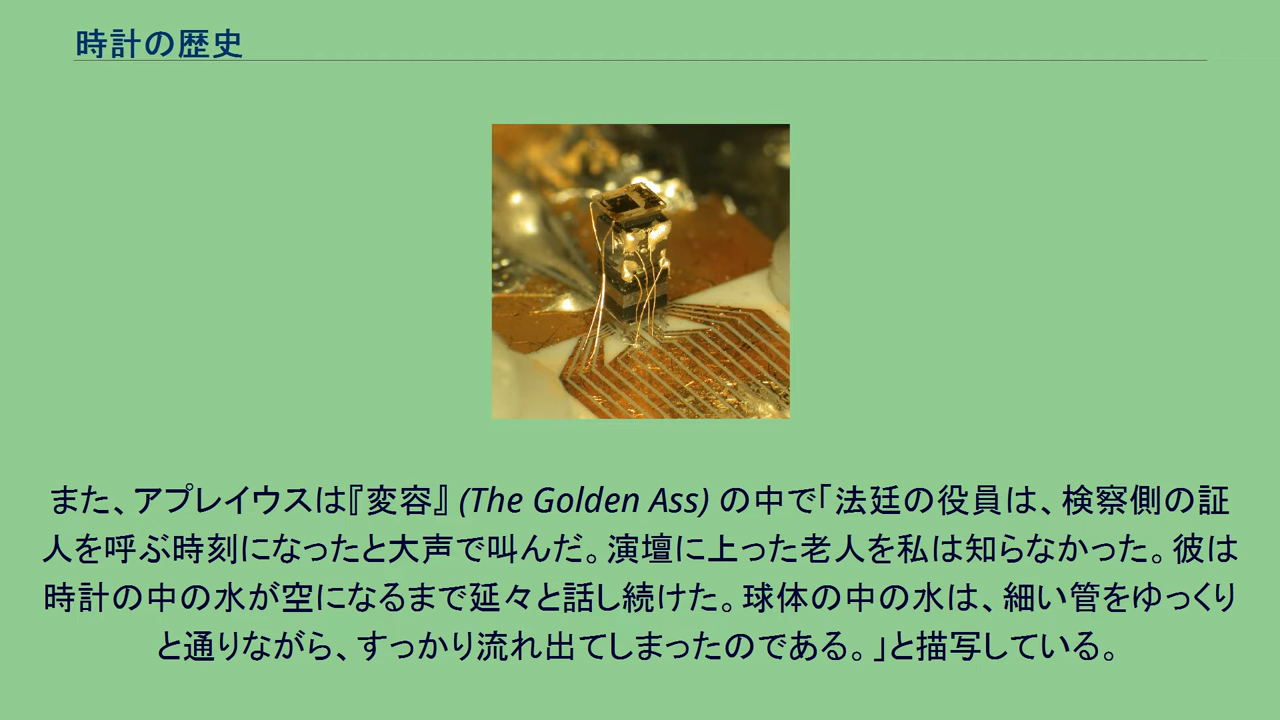 時計の歴史
また、アプレイウスは『変容』 (The Golden Ass) の中で「法廷の役員は、検察側の証
人を呼ぶ時刻になったと大声で叫んだ。演壇に上った老人を私は知らなかった。彼は
時計の中の水が空になるまで延々と話し続けた。球体の中の水は、細い管をゆっくり
と通りながら、すっかり流れ出てしまったのである。」と描写している。